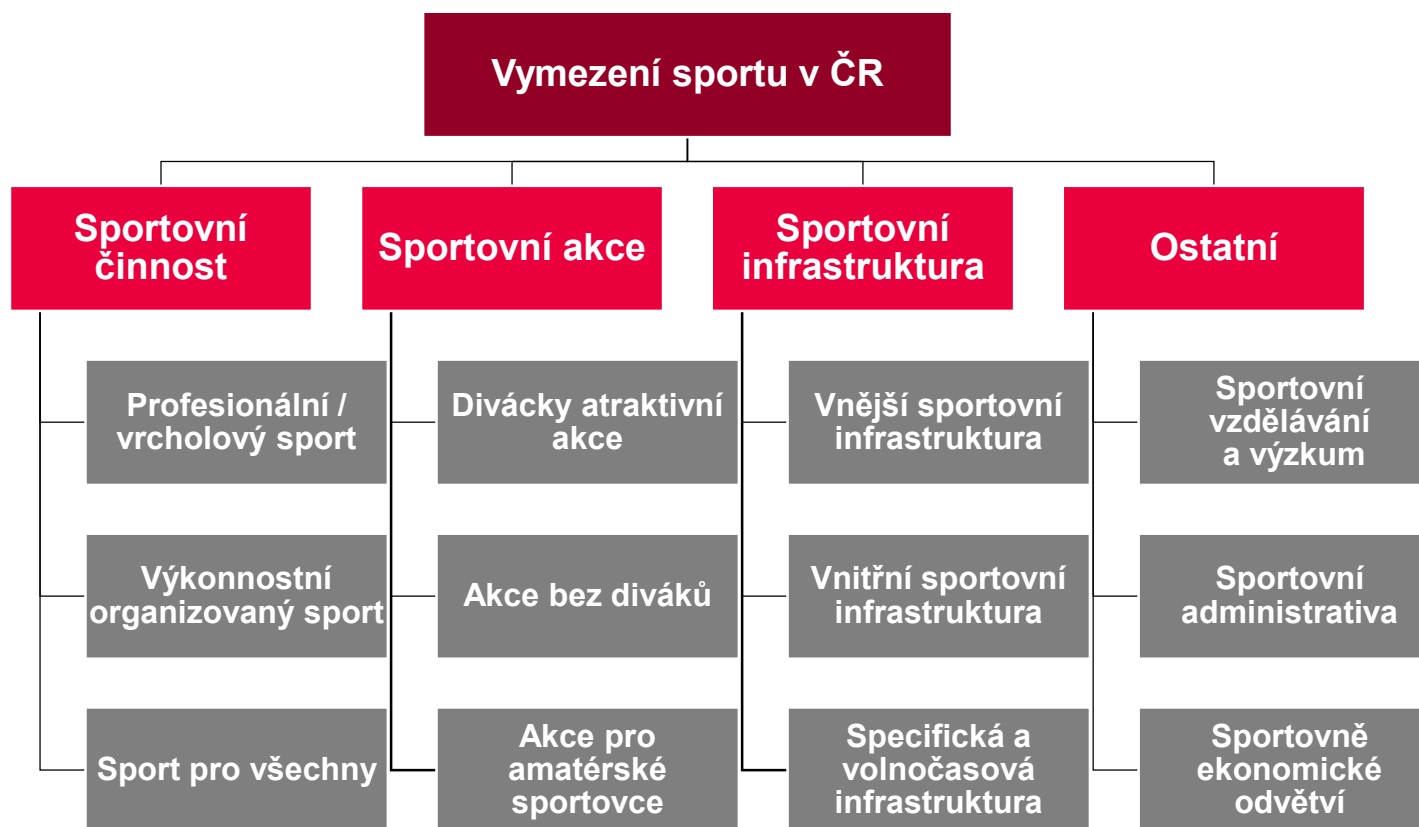 Vymezení sportu v ČR
Sportovní
činnost
Profesionální /
vrcholový sport
Výkonnostní
organizovaný sport
Sport pro všechny
Sportovní akce
Divácky atraktivní
akce
Akce bez diváků
Akce pro
amatérské
sportovce
Sportovní
infrastruktura
Vnější sportovní
infrastruktura
Vnitřní sportovní
infrastruktura
Specifická a
volnočasová
infrastruktura
Ostatní
Sportovní
vzdělávání
a výzkum
Sportovní
administrativa
Sportovně
ekonomické
odvětví